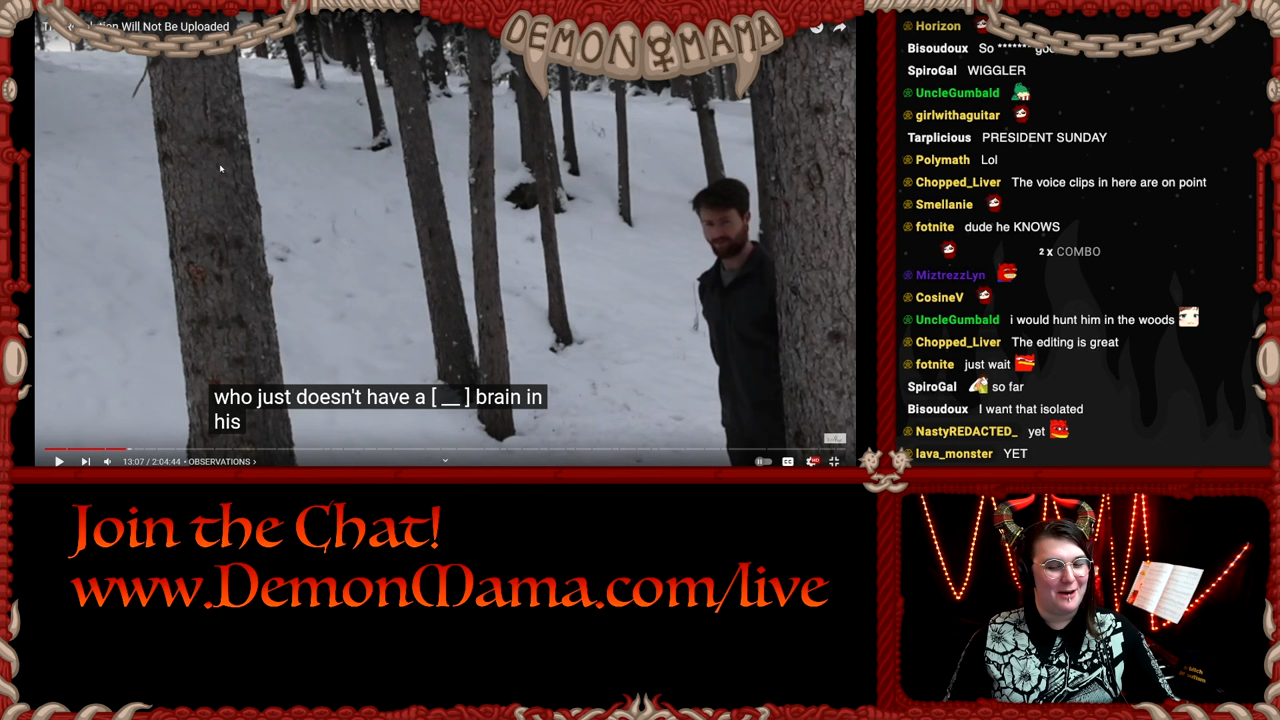 Will Not Be Uploaded
DEMON MAMA
who just doesn't have a [ __ ] brain in
his
13:07 / 2:04:44 • OBSERVATIONS ›
CC
HD
Horizon
Bisoudoux So *******
SpiroGal WIGGLER
UncleGumbald
girlwithaguitar
Tarplicious PRESIDENT SUNDAY
Polymath Lol
Chopped_Liver The voice clips in here are on point
Smellanie
fotnite dude he KNOWS
2 x COMBO
MiztrezzLyn
CosineV
UncleGumbald i would hunt him in the woods
Chopped_Liver The editing is great
fotnite just wait
SpiroGal so far
Bisoudoux I want that isolated
NastyREDACTED_ yet
lava_monster YET
Join the Chat!
www.DemonMama.com/live